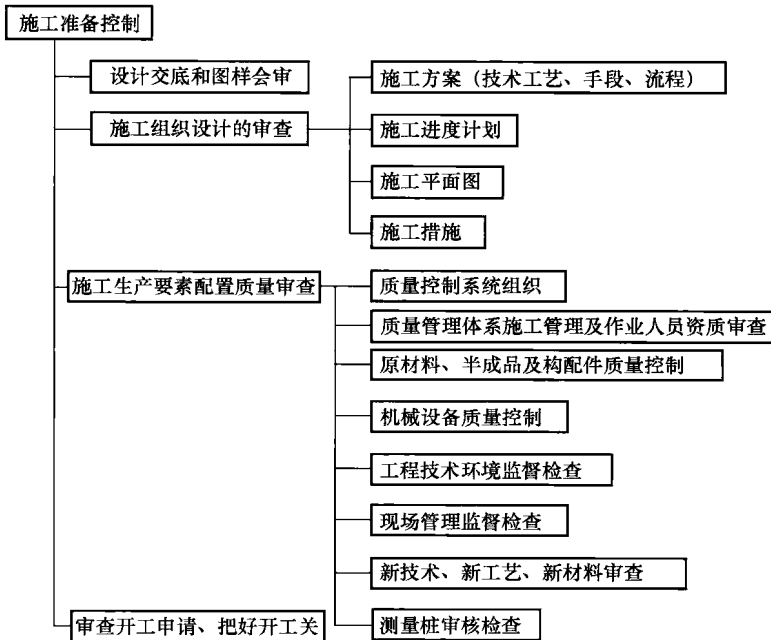 施工准备控制
设计交底和图样会审
施工组织设计的审查
施工方案（技术工艺、手段、流程）
施工进度计划
施工平面图
施工措施
施工生产要素配置质量审查
质量控制系统组织
质量管理体系施工管理及作业人员资质审查
原材料、半成品及构配件质量控制
机械设备质量控制
工程技术环境监督检查
现场管理监督检查
新技术、新工艺、新材料审查
测量桩审核检查
审查开工申请、把好开工关